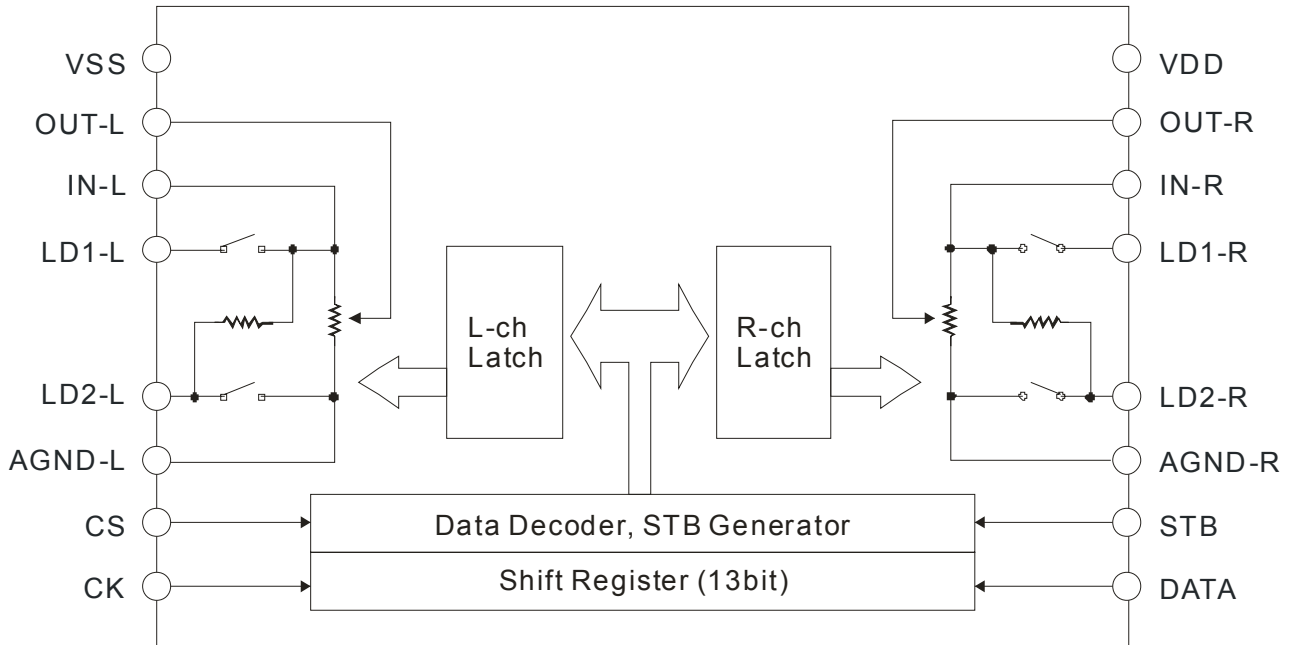 VSS
VDD
OUT-L
OUT-R
IN-L
IN-R
LD1-L
LD1-R
L-ch
Latch
R-ch
Latch
LD2-L
LD2-R
AGND-L
AGND-R
CS
Data Decoder, STB Generator
STB
CK
Shift Register (13bit)
DATA